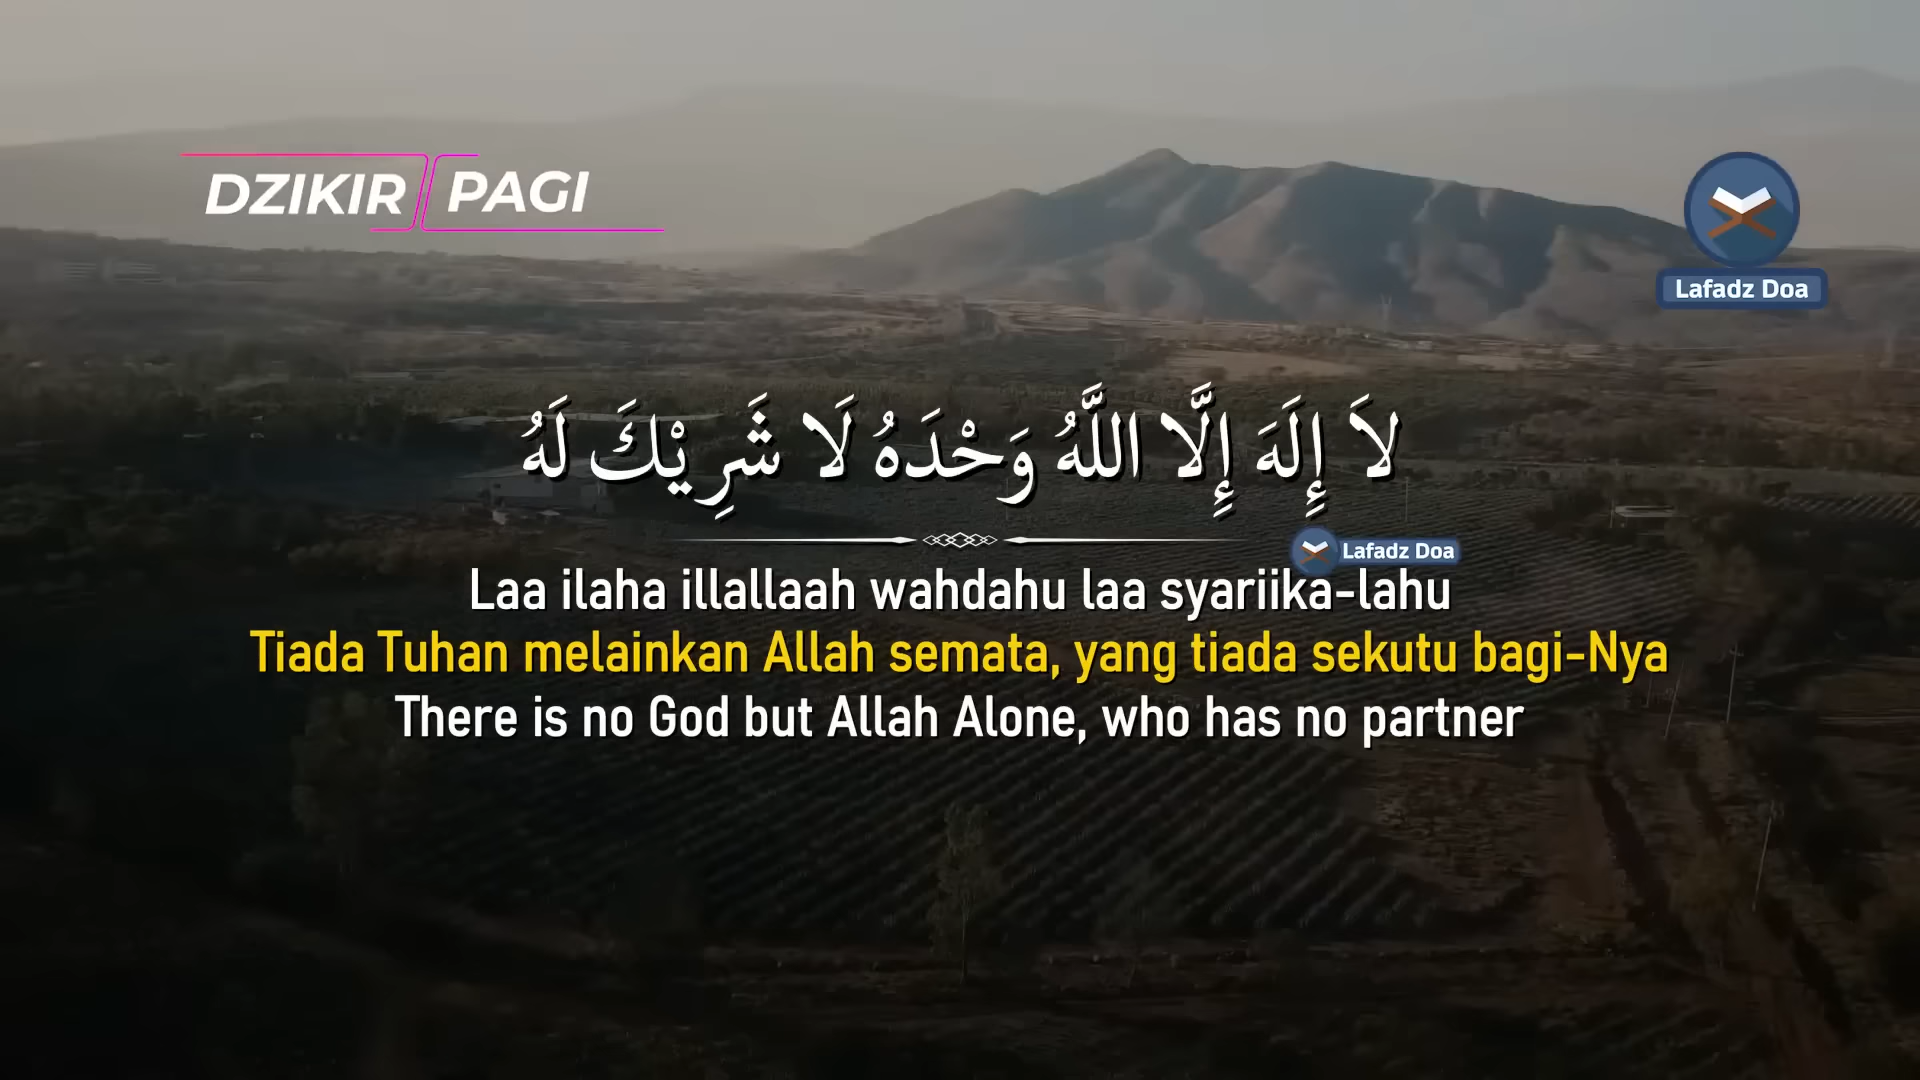 DZIKIR PAGI
Lafadz Doa
لاَ إِلَهَ إِلَّا اللَّهُ وَحْدَهُ لَا شَرِيْكَ لَهُ
Lafadz Doa
Laa ilaha illallaah wahdahu laa syariika-lahu
Tiada Tuhan melainkan Allah semata, yang tiada sekutu bagi-Nya
There is no God but Allah Alone, who has no partner